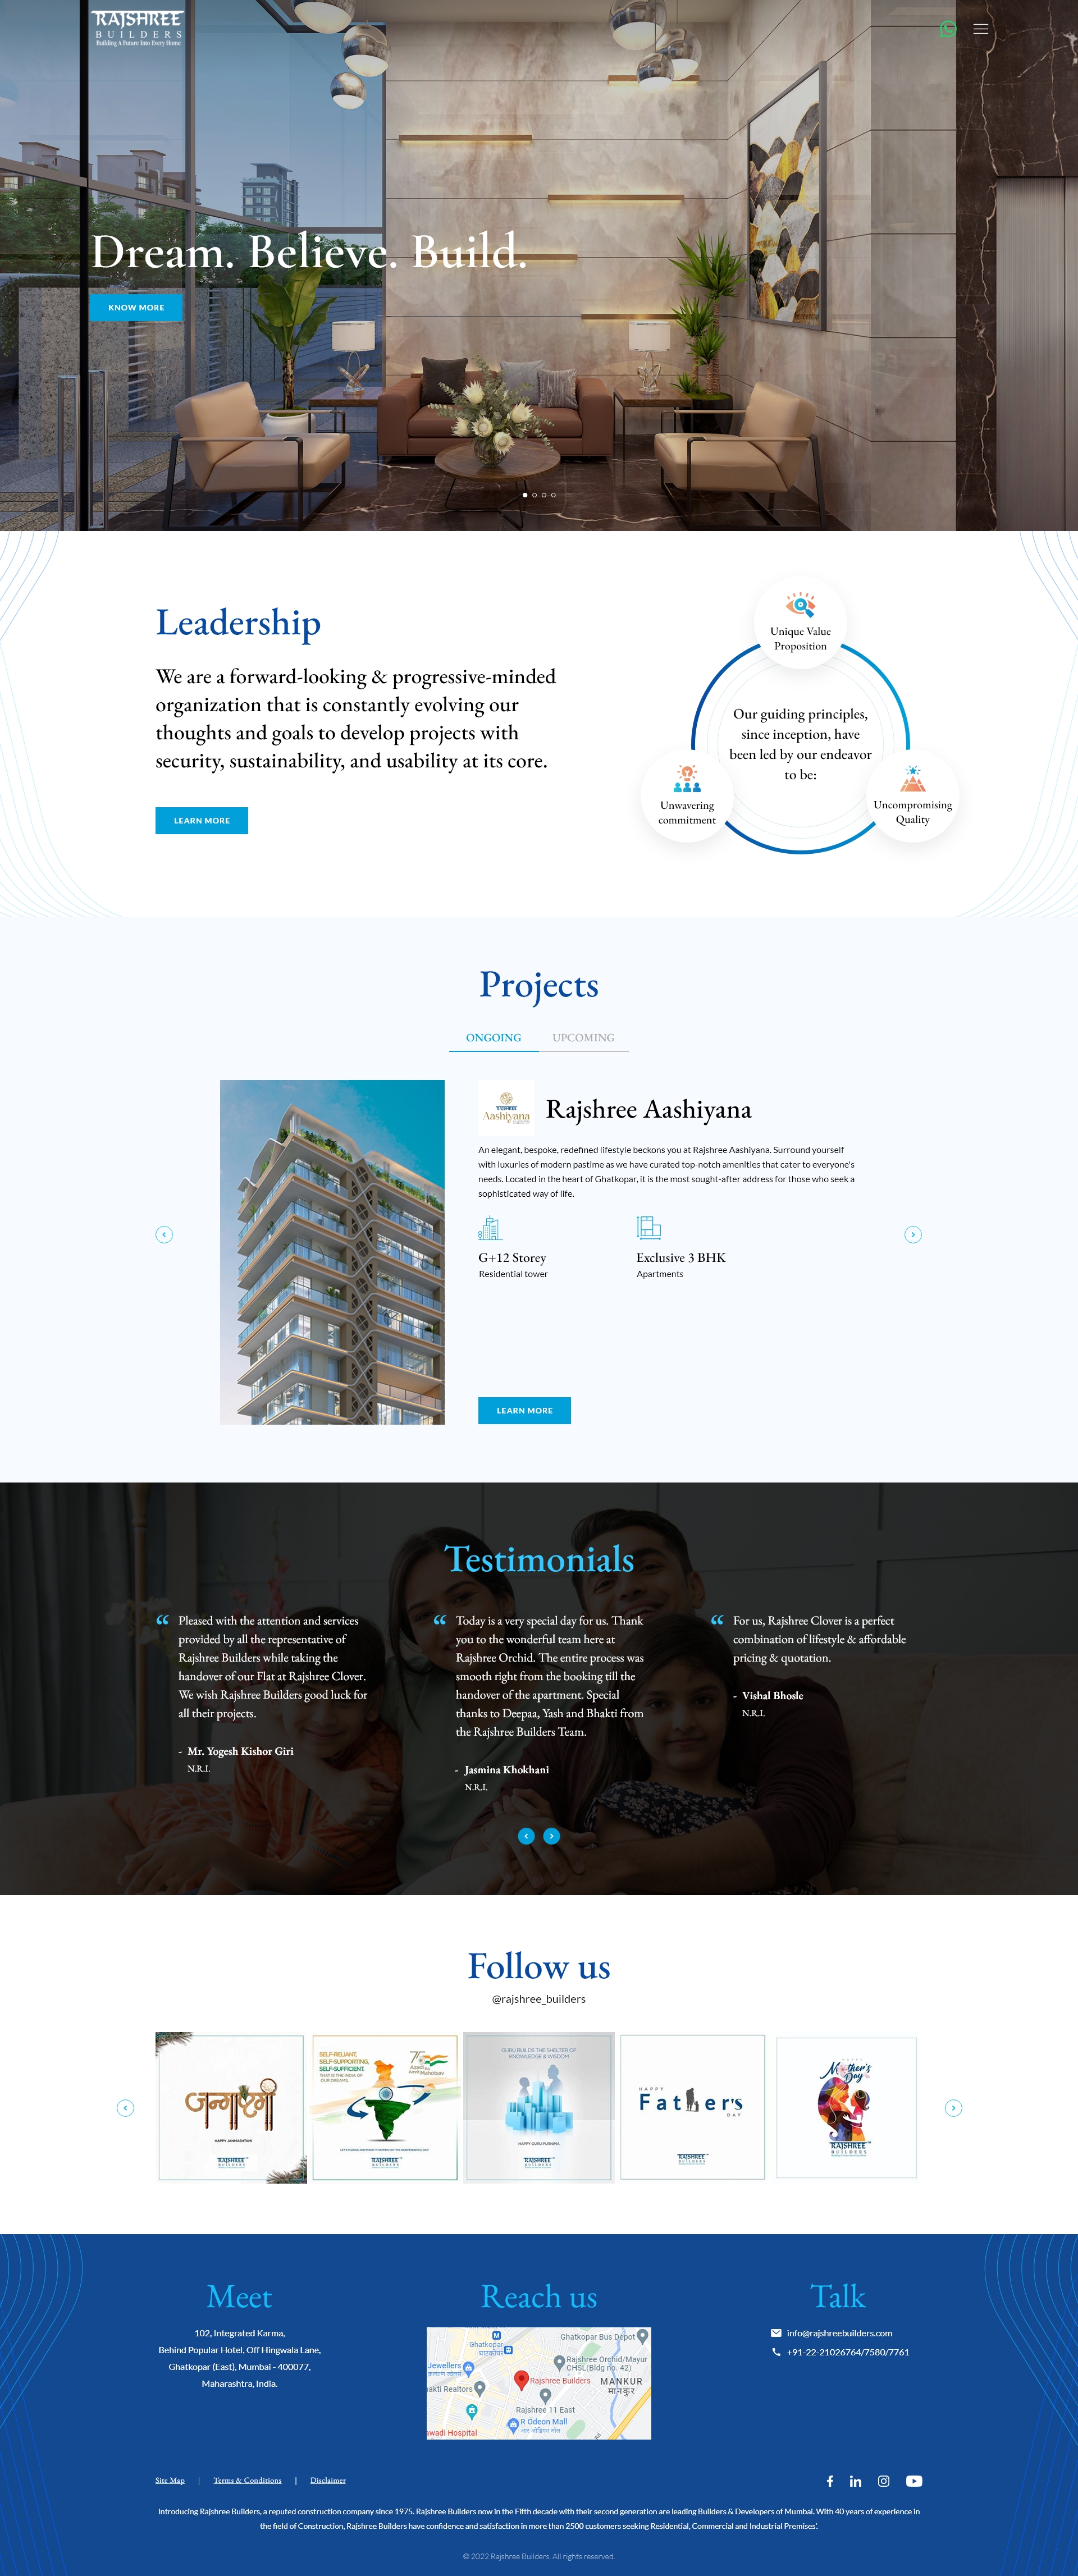 RAJSHREE
BUILDERS
Building A Future Into Every Home
Dream. Believe. Build.
KNOW MORE
Leadership
We are a forward-looking & progressive-minded
organization that is constantly evolving our
thoughts and goals to develop projects with
security, sustainability, and usability at its core.
LEARN MORE
Unique Value
Proposition
Our guiding principles,
since inception, have
been led by our endeavor
to be:
Unwavering
commitment
Uncompromising
Quality
Projects
ONGOING
UPCOMING
RAJSHREE
Aashiyana
Rajshree Aashiyana
An elegant, bespoke, redefined lifestyle beckons you at Rajshree Aashiyana. Surround yourself
with luxuries of modern pastime as we have curated top-notch amenities that cater to everyone's
needs. Located in the heart of Ghatkopar, it is the most sought-after address for those who seek a
sophisticated way of life.
G+12 Storey
Residential tower
Exclusive 3 BHK
Apartments
LEARN MORE
Testimonials
“ Pleased with the attention and services
provided by all the representative of
Rajshree Builders while taking the
handover of our Flat at Rajshree Clover.
We wish Rajshree Builders good luck for
all their projects.
- Mr. Yogesh Kishor Giri
N.R.I.
“ Today is a very special day for us. Thank
you to the wonderful team here at
Rajshree Orchid. The entire process was
smooth right from the booking till the
handover of the apartment. Special
thanks to Deepaa, Yash and Bhakti from
the Rajshree Builders Team.
- Jasmina Khokhani
N.R.I.
“ For us, Rajshree Clover is a perfect
combination of lifestyle & affordable
pricing & quotation.
- Vishal Bhosle
N.R.I.
Follow us
@rajshree_builders
जन्माष्टमी
HAPPY JANMASHTAMI
RAJSHREE
BUILDERS
SELF-RELIANT,
SELF-SUPPORTING,
SELF-SUFFICIENT.
THAT IS THE INDIA OF
OUR DREAMS.
Azadi Ka
Amrit Mahotsav
RAJSHREE
BUILDERS
GURU BUILDS THE SHELTER OF
KNOWLEDGE & WISDOM
HAPPY GURU PURNIMA
RAJSHREE
BUILDERS
HAPPY
Father's
DAY
RAJSHREE
BUILDERS
HAPPY
Mother's
Day
RAJSHREE
BUILDERS
Meet
102, Integrated Karma,
Behind Popular Hotel, Off Hingwala Lane,
Ghatkopar (East), Mumbai - 400077,
Maharashtra, India.
Reach us
Ghatkopar
घाटकोपर
Ghatkopar Bus Depot
Jewellers
Rajshree Orchid/Mayur
CHSL(Bldg no. 42)
Rajshree Builders
MANKUR
मानकुर
akti Realtors
Rajshree 11 East
R Odeon Mall
आर ओडियन मॉल
awadi Hospital
Rd
Talk
info@rajshreebuilders.com
+91-22-21026764/7580/7761
Site Map | Terms & Conditions | Disclaimer
Introducing Rajshree Builders, a reputed construction company since 1975. Rajshree Builders now in the Fifth decade with their second generation are leading Builders & Developers of Mumbai. With 40 years of experience in
the field of Construction, Rajshree Builders have confidence and satisfaction in more than 2500 customers seeking Residential, Commercial and Industrial Premises'.
© 2022 Rajshree Builders. All rights reserved.